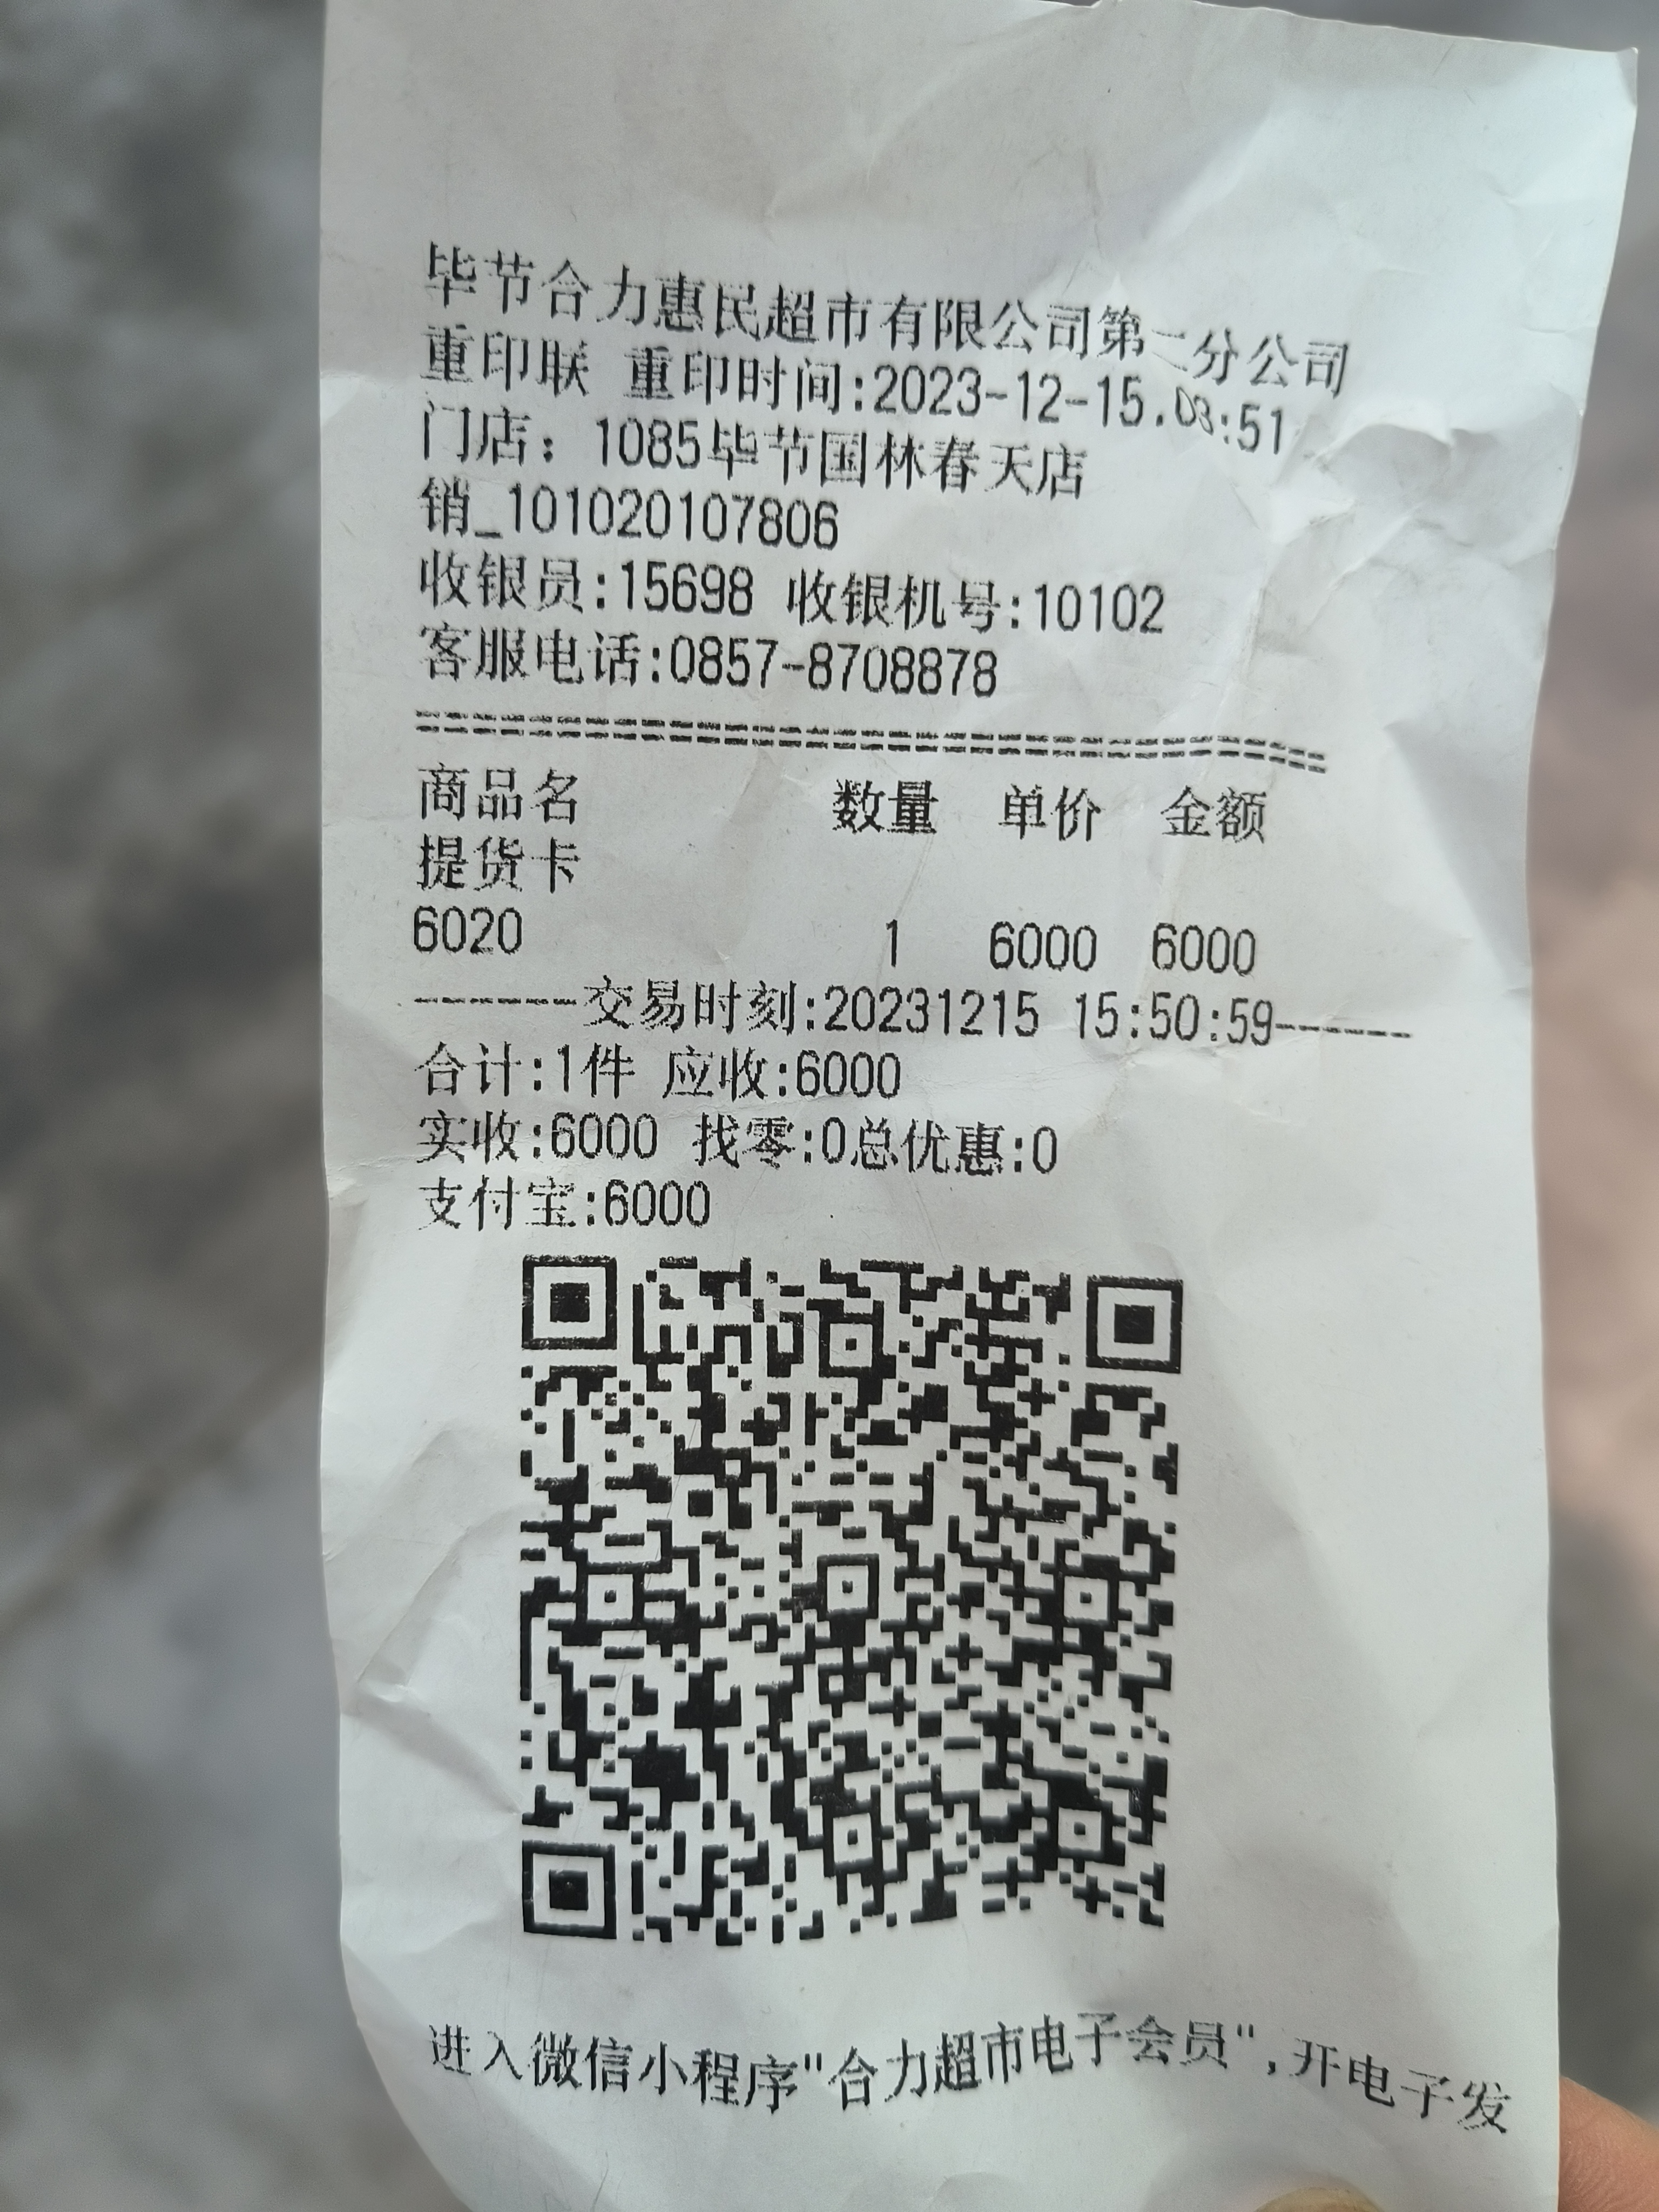 毕节合力惠民超市有限公司第二分公司
重印联 重印时间:2023-12-15.03:51
门店：1085毕节国林春天店
销_101020107806
收银员:15698 收银机号:10102
客服电话:0857-8708878
================================
商品名 数量 单价 金额
提货卡
6020 1 6000 6000
------交易时刻:20231215 15:50:59-----
合计:1件 应收:6000
实收:6000 找零:0总优惠:0
支付宝:6000
进入微信小程序"合力超市电子会员",开电子发